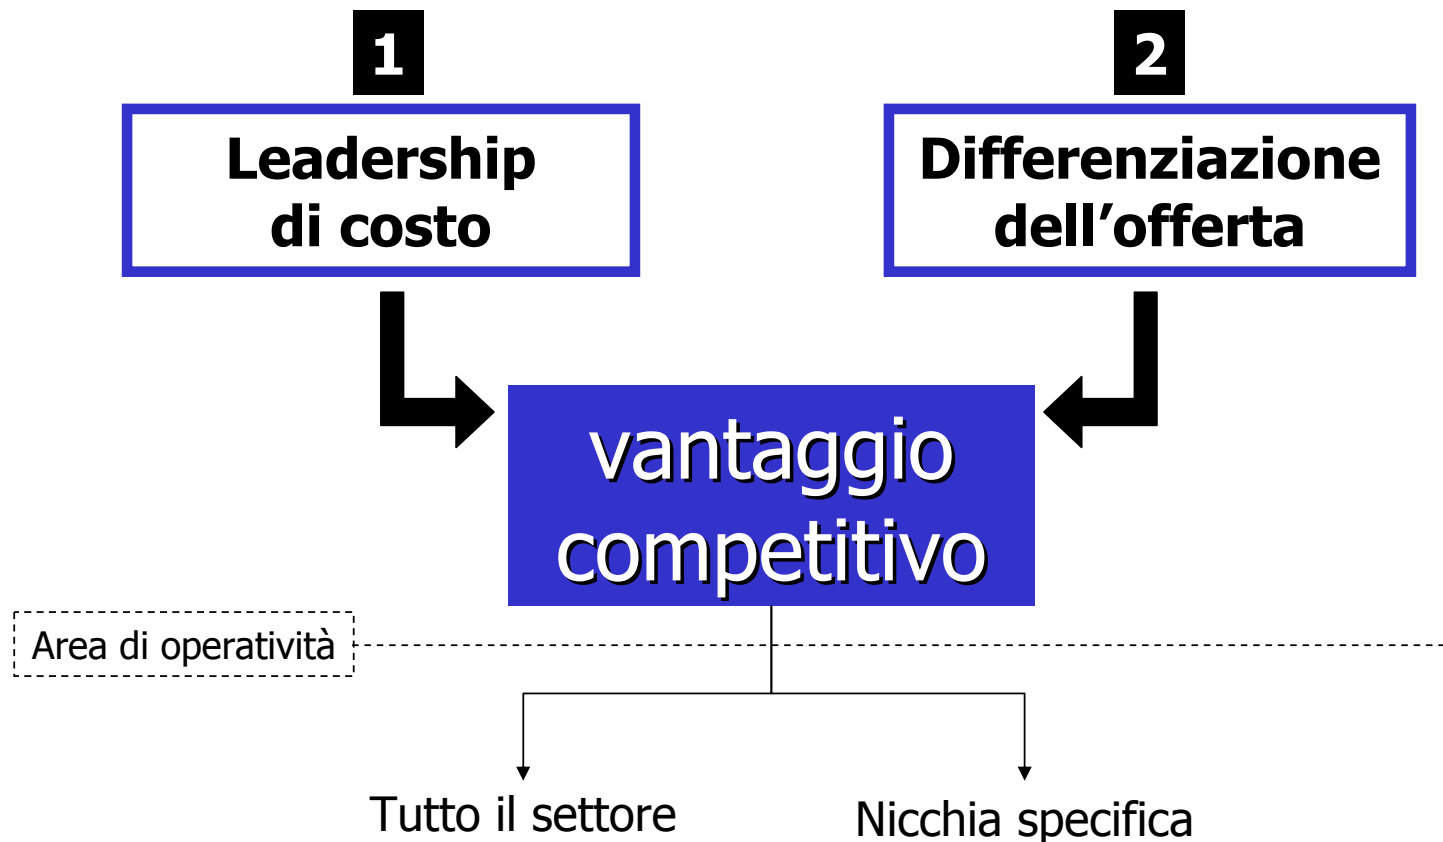 1
2
Leadership
di costo
Differenziazione
dell’offerta
vantaggio
competitivo
Area di operatività
Tutto il settore
Nicchia specifica